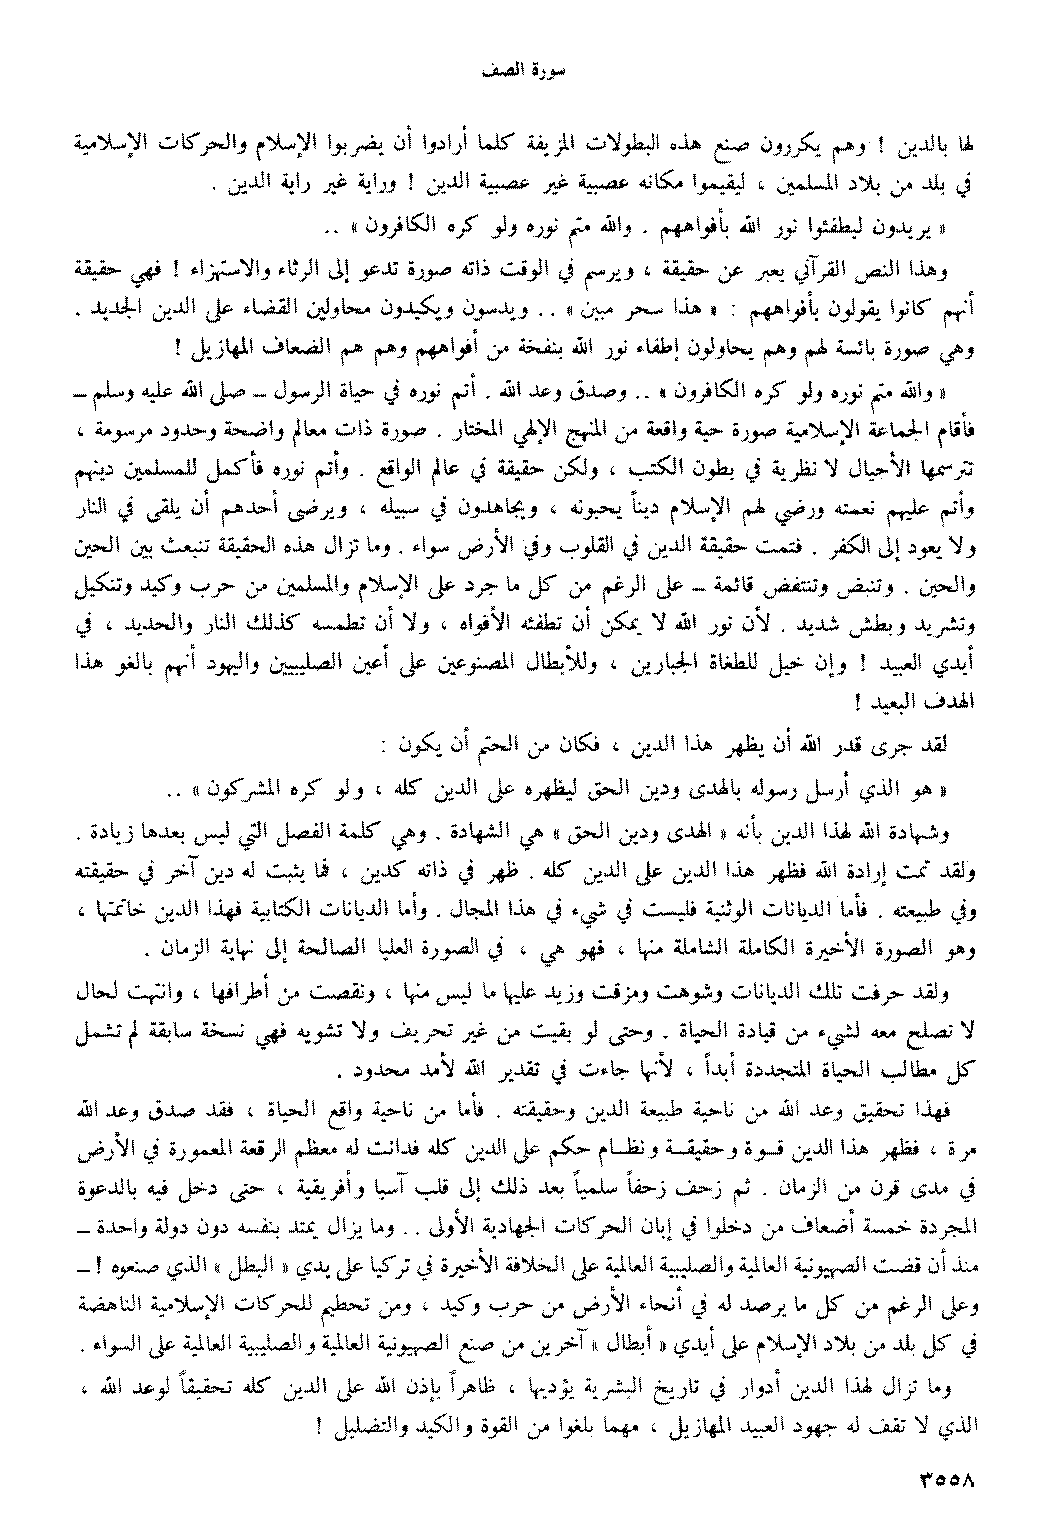 سورة الصف
لها بالدين ! وهم يكررون صنع هذه البطولات المزيفة كلما أرادوا أن يضربوا الإسلام والحركات الإسلامية
في بلد من بلاد المسلمين ، ليقيموا مكانه عصبية غير عصبية الدين ! وراية غير راية الدين .
« يريدون ليطفئوا نور الله بأفواههم . والله متم نوره ولو كره الكافرون » ..
وهذا النص القرآني يعبر عن حقيقة ، ويرسم في الوقت ذاته صورة تدعو إلى الرثاء والاستهزاء ! فهي حقيقة
أنهم كانوا يقولون بأفواههم : « هذا سحر مبين » .. ويدسون ويكيدون محاولين القضاء على الدين الجديد .
وهي صورة بائسة لهم وهم يحاولون إطفاء نور الله بنفخة من أفواههم وهم هم الضعاف المهازيل !
« والله متم نوره ولو كره الكافرون » .. وصدق وعد الله . أتم نوره في حياة الرسول – صلى الله عليه وسلم –
فأقام الجماعة الإسلامية صورة حية واقعة من المنهج الإلهي المختار . صورة ذات معالم واضحة وحدود مرسومة ،
تترسمها الأجيال لا نظرية في بطون الكتب ، ولكن حقيقة في عالم الواقع . وأتم نوره فأكمل للمسلمين دينهم
وأتم عليهم نعمته ورضي لهم الإسلام ديناً يحبونه ، ويجاهدون في سبيله ، ويرضى أحدهم أن يلقى في النار
ولا يعود إلى الكفر . فتمت حقيقة الدين في القلوب وفي الأرض سواء . وما تزال هذه الحقيقة تنبعث بين الحين
والحين . وتنبض وتنتفض قائمة – على الرغم من كل ما جرد على الإسلام والمسلمين من حرب وكيد وتنكيل
وتشريد وبطش شديد . لأن نور الله لا يمكن أن تطفئه الأفواه ، ولا أن تطمسه كذلك النار والحديد ، في
أيدي العبيد ! وإن خيل للطغاة الجبارين ، وللأبطال المصنوعين على أعين الصليبيين واليهود أنهم بالغو هذا
الهدف البعيد !
لقد جرى قدر الله أن يظهر هذا الدين ، فكان من الحتم أن يكون :
« هو الذي أرسل رسوله بالهدى ودين الحق ليظهره على الدين كله ، ولو كره المشركون » ..
وشهادة الله لهذا الدين بأنه « الهدى ودين الحق » هي الشهادة . وهي كلمة الفصل التي ليس بعدها زيادة .
ولقد تمت إرادة الله فظهر هذا الدين على الدين كله . ظهر في ذاته كدين ، فما يثبت له دين آخر في حقيقته
وفي طبيعته . فأما الديانات الوثنية فليست في شيء في هذا المجال . وأما الديانات الكتابية فهذا الدين خاتمتها ،
وهو الصورة الأخيرة الكاملة الشاملة منها ، فهو هي ، في الصورة العليا الصالحة إلى نهاية الزمان .
ولقد حرفت تلك الديانات وشوهت ومزقت وزيد عليها ما ليس منها ، ونقصت من أطرافها ، وانتهت لحال
لا تصلح معه لشيء من قيادة الحياة . وحتى لو بقيت من غير تحريف ولا تشويه فهي نسخة سابقة لم تشمل
كل مطالب الحياة المتجددة أبداً ، لأنها جاءت في تقدير الله لأمد محدود .
فهذا تحقيق وعد الله من ناحية طبيعة الدين وحقيقته . فأما من ناحية واقع الحياة ، فقد صدق وعد الله
مرة ، فظهر هذا الدين قوة وحقيقة ونظام حكم على الدين كله فدانت له معظم الرقعة المعمورة في الأرض
في مدى قرن من الزمان . ثم زحف زحفاً سلمياً بعد ذلك إلى قلب آسيا وأفريقية ، حتى دخل فيه بالدعوة
المجردة خمسة أضعاف من دخلوا في إبان الحركات الجهادية الأولى .. وما يزال يمتد بنفسه دون دولة واحدة –
منذ أن قضت الصهيونية العالمية والصليبية العالمية على الخلافة الأخيرة في تركيا على يدي « البطل » الذي صنعوه ! –
وعلى الرغم من كل ما يرصد له في أنحاء الأرض من حرب وكيد ، ومن تحطيم للحركات الإسلامية الناهضة
في كل بلد من بلاد الإسلام على أيدي « أبطال » آخرين من صنع الصهيونية العالمية والصليبية العالمية على السواء .
وما تزال لهذا الدين أدوار في تاريخ البشرية يؤديها ، ظاهراً بإذن الله على الدين كله تحقيقاً لوعد الله ،
الذي لا تقف له جهود العبيد المهازيل ، مهما بلغوا من القوة والكيد والتضليل !
٣٥٥٨